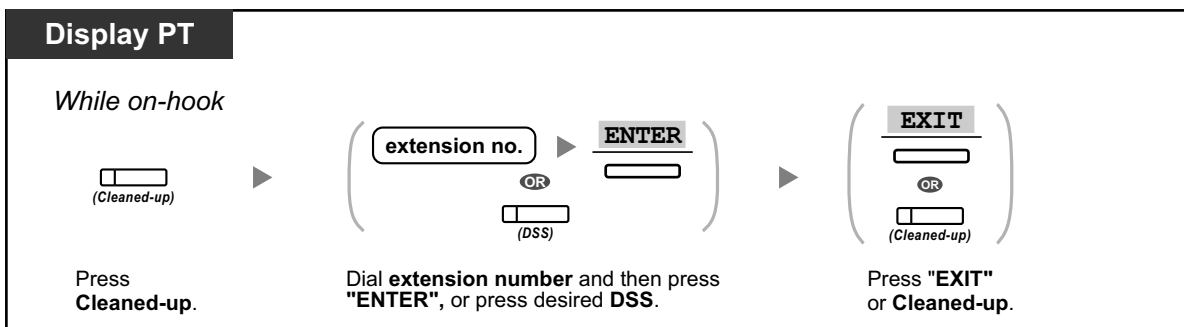 Display PT
While on-hook
(Cleaned-up)
extension no.
ENTER
OR
(DSS)
EXIT
OR
(Cleaned-up)
Press
Cleaned-up.
Dial extension number and then press
"ENTER", or press desired DSS.
Press "EXIT"
or Cleaned-up.